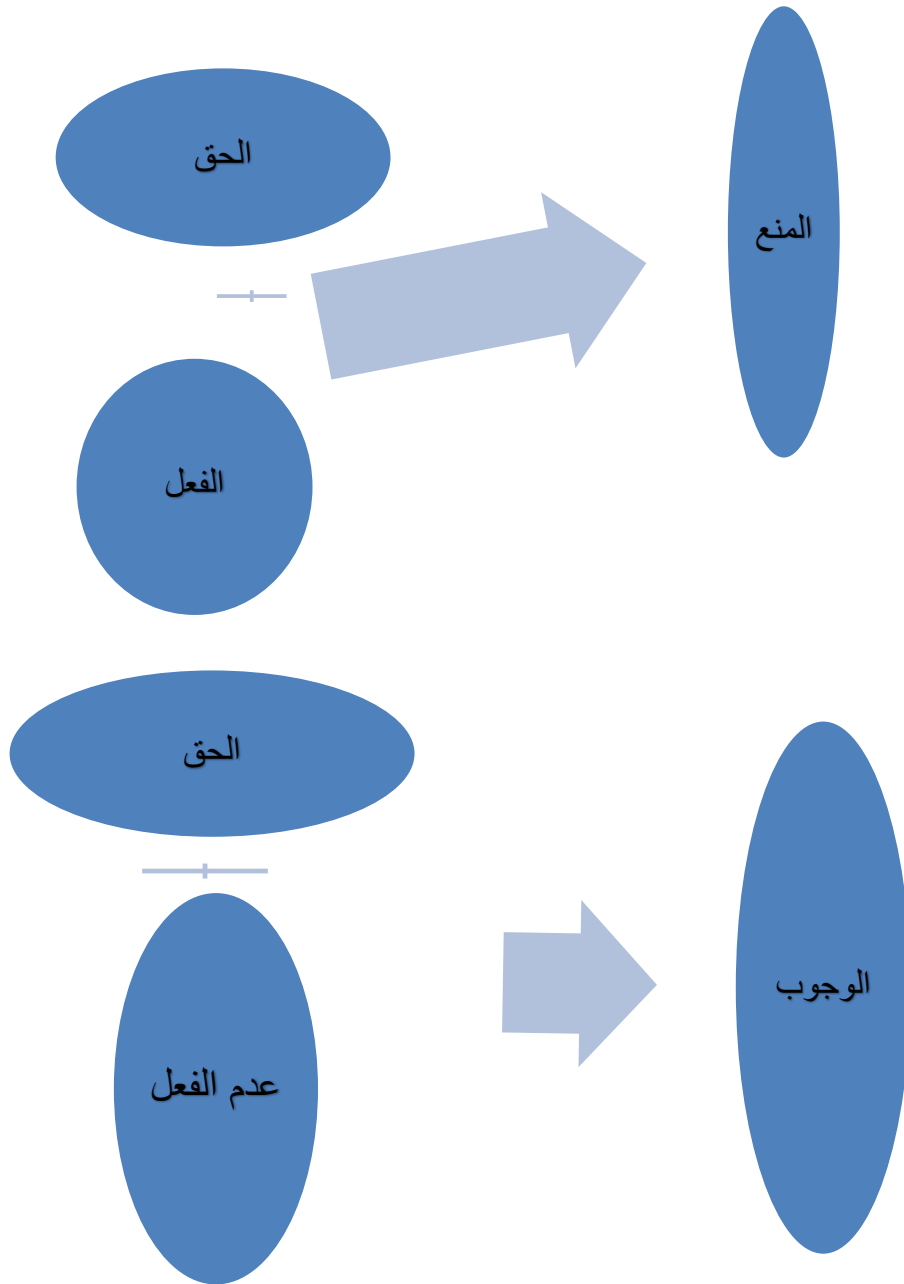 الحق
المنع
الفعل
الحق
الوجوب
عدم الفعل